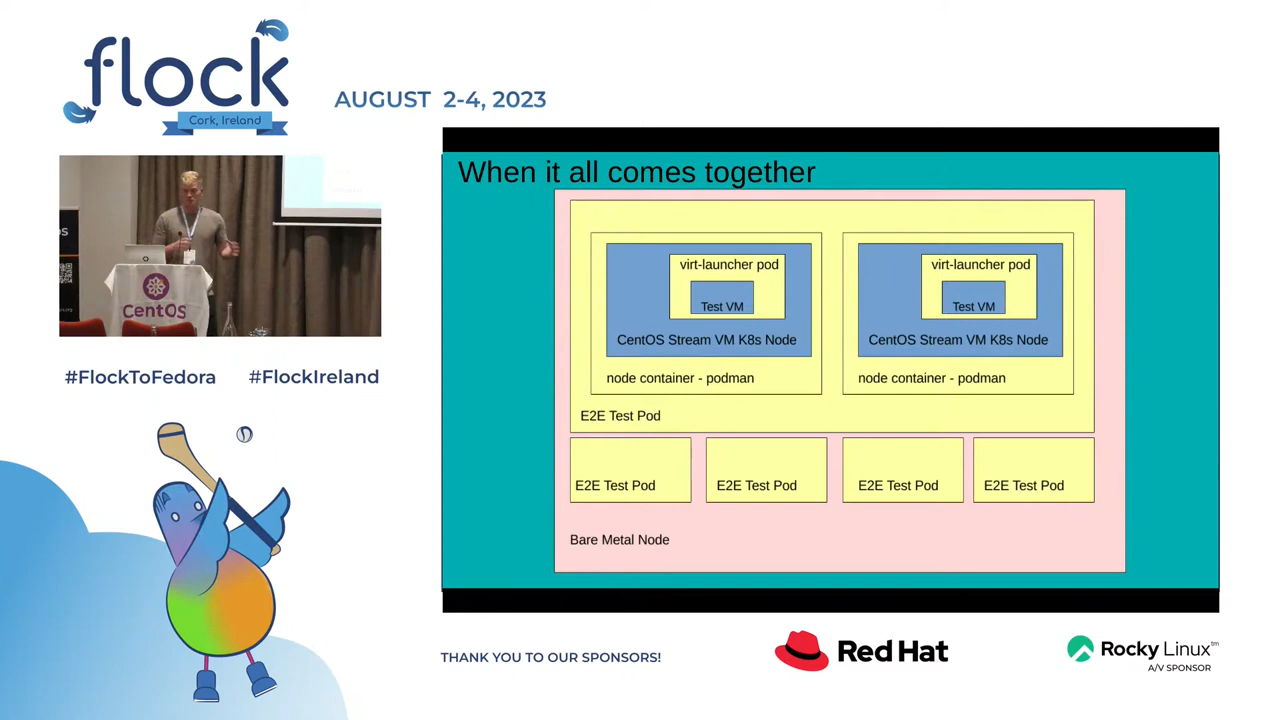 flock
Cork, Ireland
AUGUST 2-4, 2023
CentOS
#FlockToFedora #FlockIreland
When it all comes together
virt-launcher pod
Test VM
CentOS Stream VM K8s Node
node container - podman
virt-launcher pod
Test VM
CentOS Stream VM K8s Node
node container - podman
E2E Test Pod
E2E Test Pod
E2E Test Pod
E2E Test Pod
E2E Test Pod
Bare Metal Node
THANK YOU TO OUR SPONSORS!
Red Hat
Rocky Linux™
A/V SPONSOR